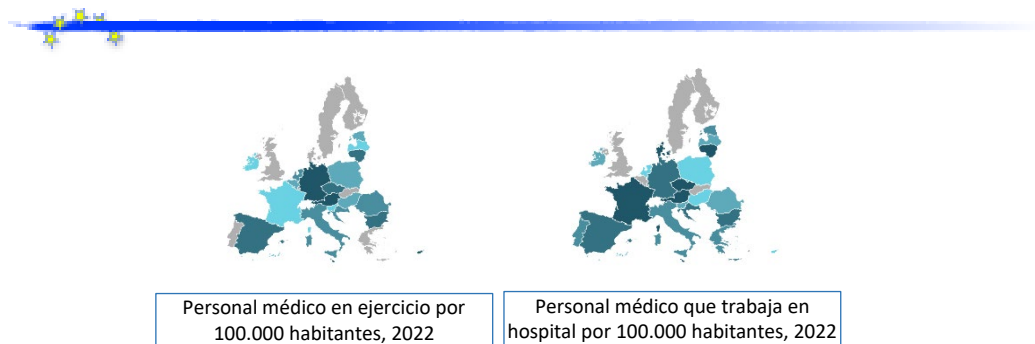 Personal médico en ejercicio por
100.000 habitantes, 2022
Personal médico que trabaja en
hospital por 100.000 habitantes, 2022